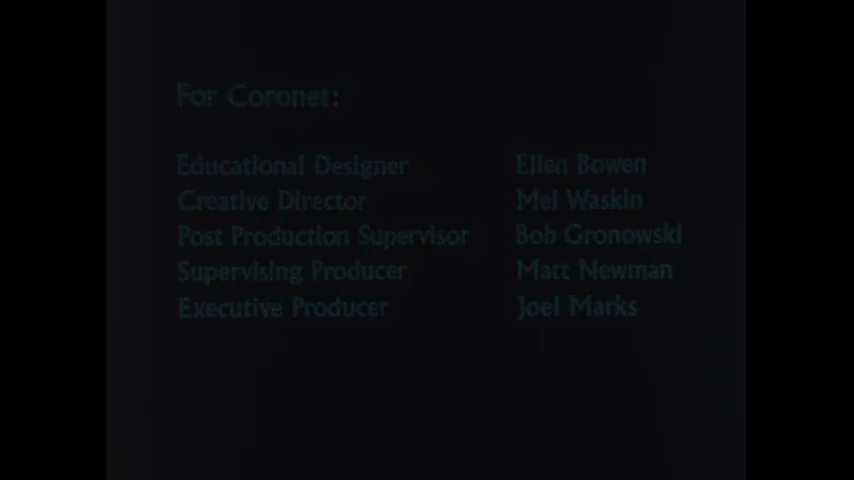 For Coronet:
Educational Designer Ellen Bowen
Creative Director Mel Waskin
Post Production Supervisor Bob Gronowski
Supervising Producer Matt Newman
Executive Producer Joel Marks